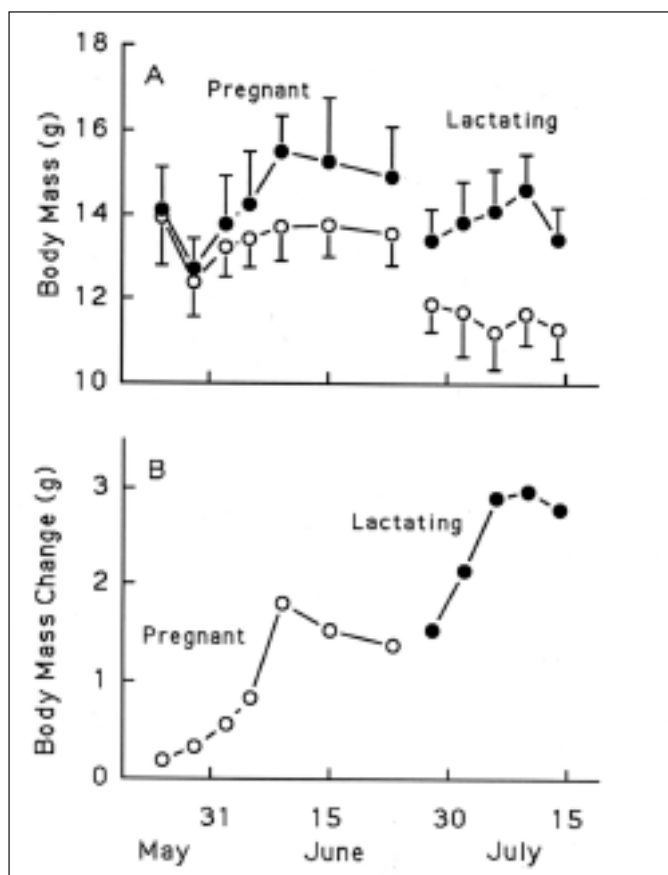 18
A
Pregnant
16
Lactating
14
12
10
Body Mass (g)
B
3
Lactating
2
Pregnant
1
0
Body Mass Change (g)
31 15 30 15
May June July